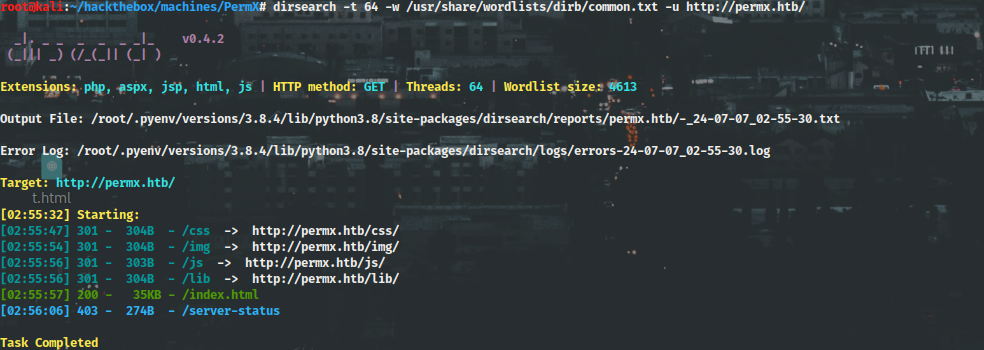 root@kali:~/hackthebox/machines/PermX# dirsearch -t 64 -w /usr/share/wordlists/dirb/common.txt -u http://permx.htb/
v0.4.2
Extensions: php, aspx, jsp, html, js | HTTP method: GET | Threads: 64 | Wordlist size: 4613
Output File: /root/.pyenv/versions/3.8.4/lib/python3.8/site-packages/dirsearch/reports/permx.htb/-_24-07-07_02-55-30.txt
Error Log: /root/.pyenv/versions/3.8.4/lib/python3.8/site-packages/dirsearch/logs/errors-24-07-07_02-55-30.log
Target: http://permx.htb/
t.html
[02:55:32] Starting:
[02:55:47] 301 - 304B - /css -> http://permx.htb/css/
[02:55:54] 301 - 304B - /img -> http://permx.htb/img/
[02:55:56] 301 - 303B - /js -> http://permx.htb/js/
[02:55:56] 301 - 304B - /lib -> http://permx.htb/lib/
[02:55:57] 200 - 35KB - /index.html
[02:56:06] 403 - 274B - /server-status
Task Completed